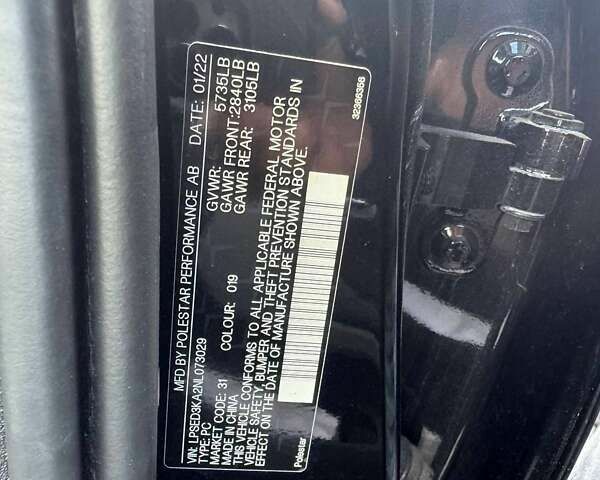 MFD BY POLESTAR PERFORMANCE AB DATE: 01/22
VIN: LPSED3KA2NL073029
TYPE: PC
GVWR: 5735LB
GAWR FRONT: 2840LB
GAWR REAR: 3105LB
MARKET CODE: 31 COLOUR: 019
MADE IN CHINA
THIS VEHICLE CONFORMS TO ALL APPLICABLE FEDERAL MOTOR
VEHICLE SAFETY, BUMPER AND THEFT PREVENTION STANDARDS IN
EFFECT ON THE DATE OF MANUFACTURE SHOWN ABOVE.
Polestar 32366358